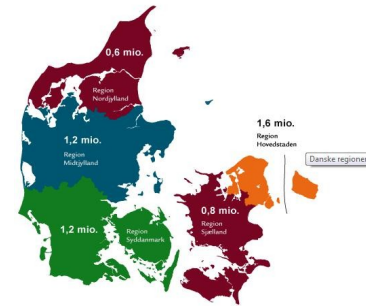 0,6 mio.
Region
Nordjylland
1,2 mio.
Region
Midtjylland
1,6 mio.
Region
Hovedstaden
Danske regioner
0,8 mio.
Region
Sjælland
1,2 mio.
Region
Syddanmark